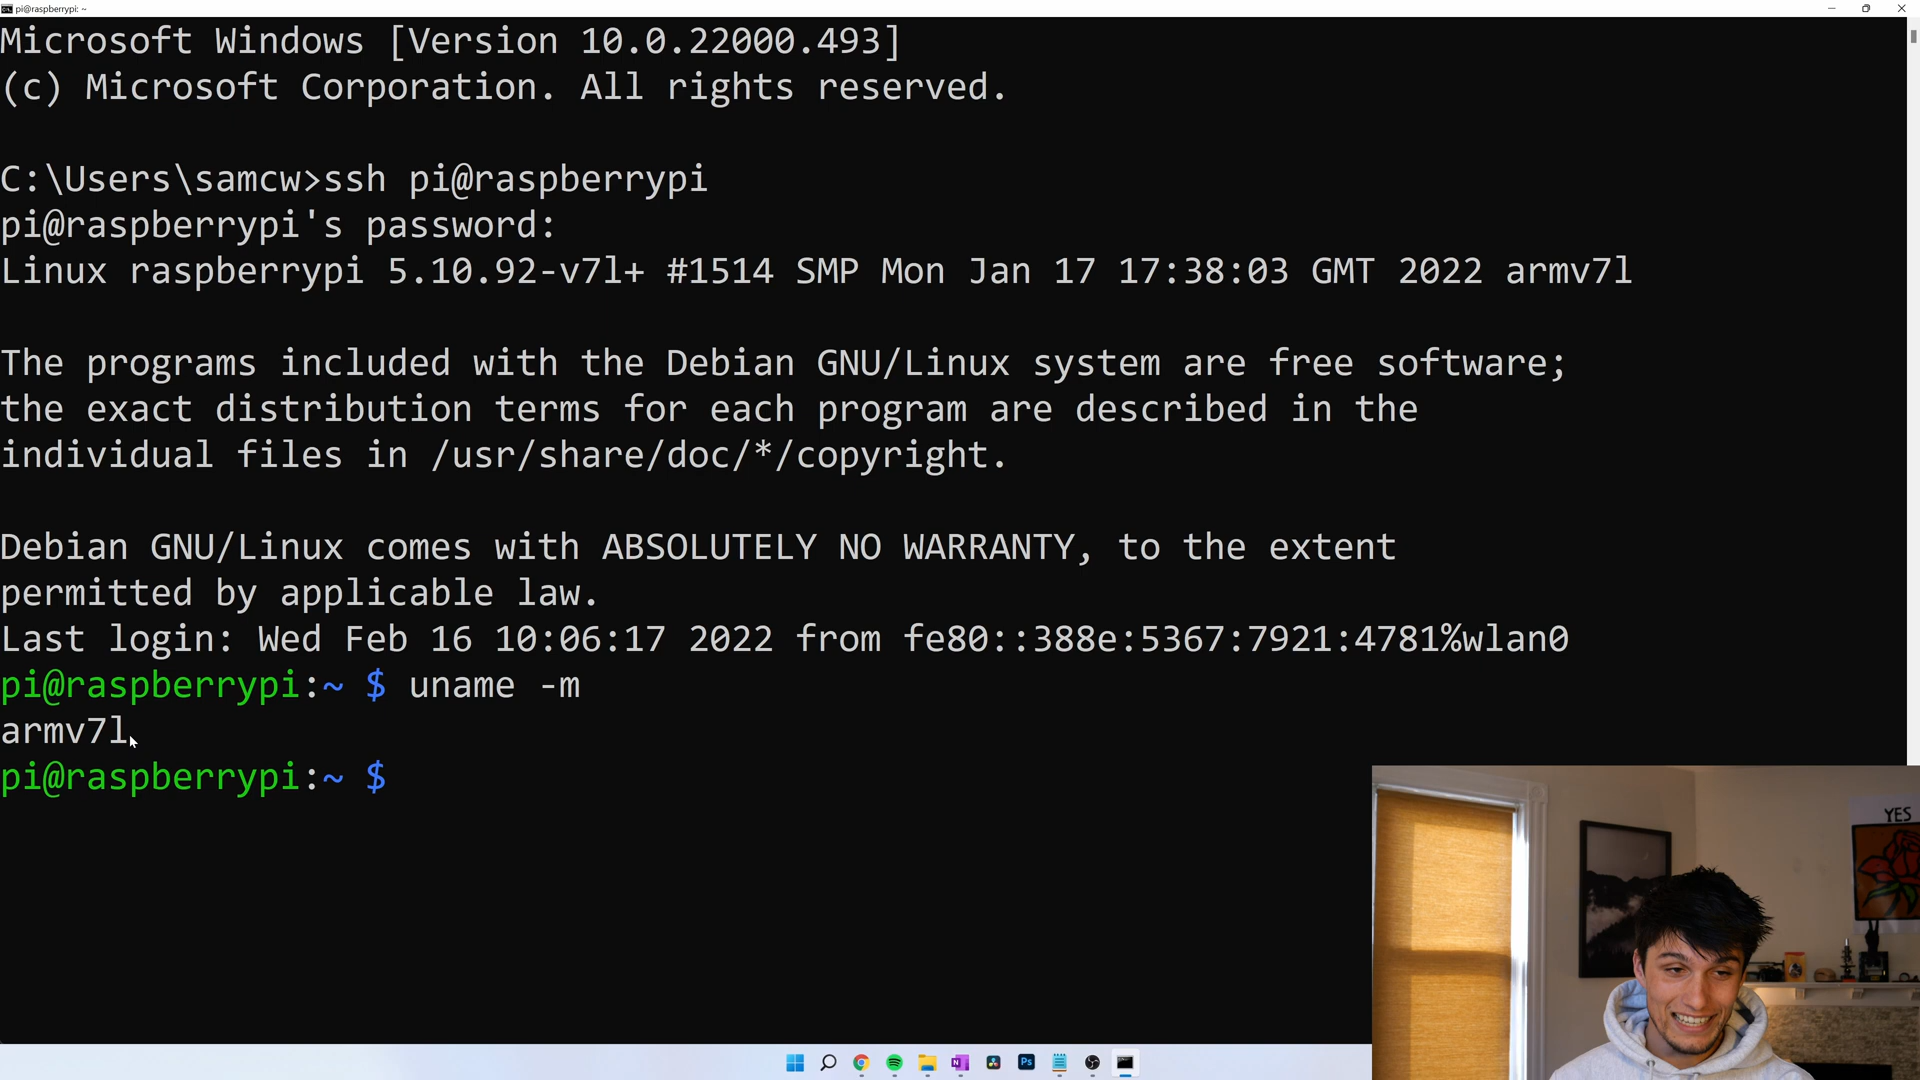 pi@raspberrypi: ~
Microsoft Windows [Version 10.0.22000.493]
(c) Microsoft Corporation. All rights reserved.
C:\Users\samcw>ssh pi@raspberrypi
pi@raspberrypi's password:
Linux raspberrypi 5.10.92-v7l+ #1514 SMP Mon Jan 17 17:38:03 GMT 2022 armv7l
The programs included with the Debian GNU/Linux system are free software;
the exact distribution terms for each program are described in the
individual files in /usr/share/doc/*/copyright.
Debian GNU/Linux comes with ABSOLUTELY NO WARRANTY, to the extent
permitted by applicable law.
Last login: Wed Feb 16 10:06:17 2022 from fe80::388e:5367:7921:4781%wlan0
pi@raspberrypi:~ $ uname -m
armv7l
pi@raspberrypi:~ $
YES
Ps